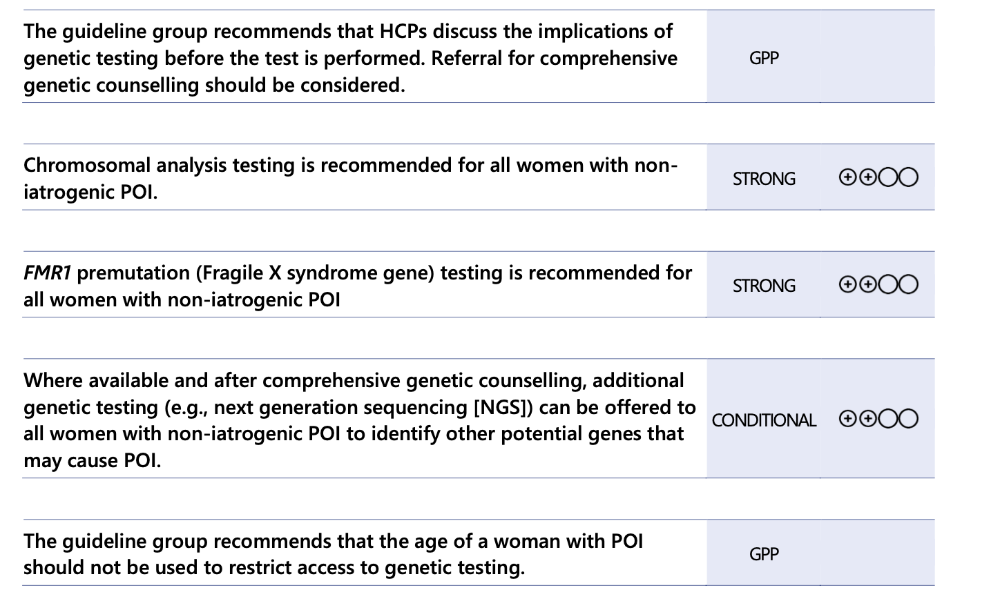 The guideline group recommends that HCPs discuss the implications of
genetic testing before the test is performed. Referral for comprehensive
genetic counselling should be considered.
GPP
Chromosomal analysis testing is recommended for all women with non-
iatrogenic POI.
STRONG ⊕⊕○○
FMR1 premutation (Fragile X syndrome gene) testing is recommended for
all women with non-iatrogenic POI
STRONG ⊕⊕○○
Where available and after comprehensive genetic counselling, additional
genetic testing (e.g., next generation sequencing [NGS]) can be offered to
all women with non-iatrogenic POI to identify other potential genes that
may cause POI.
CONDITIONAL ⊕⊕○○
The guideline group recommends that the age of a woman with POI
should not be used to restrict access to genetic testing.
GPP